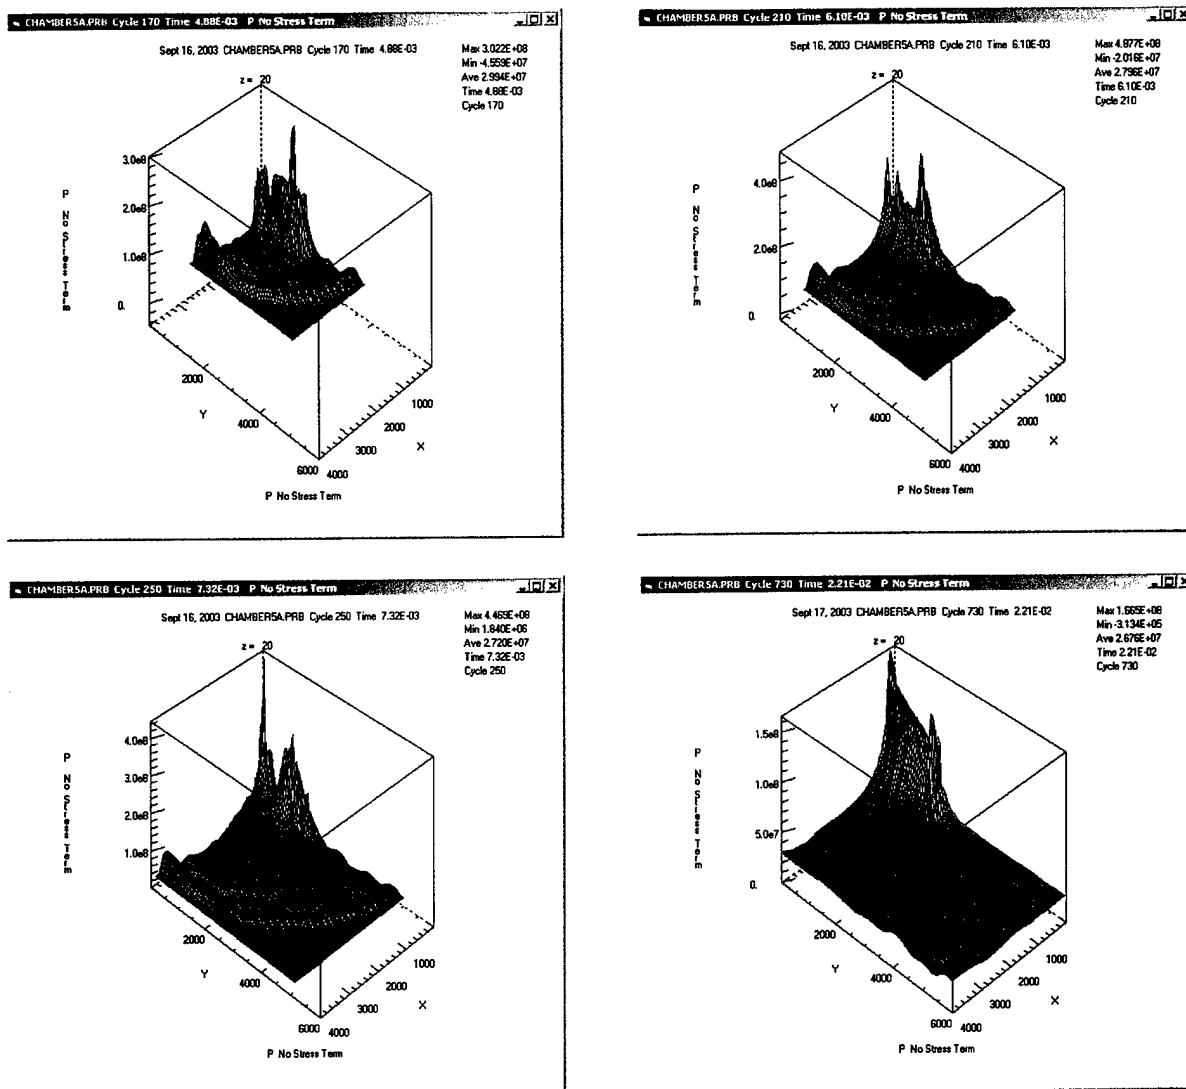 CHAMBER5A.PRB Cycle 170 Time 4.88E-03 P No Stress Term
Sept 16, 2003 CHAMBER5A.PRB Cycle 170 Time 4.88E-03
Max 3.022E+08
Min -4.559E+07
Ave 2.994E+07
Time 4.88E-03
Cycle 170
z = 20
3.0e8
2.0e8
1.0e8
0.
P No Stress Term
2000
4000
6000
Y
4000
3000
2000
1000
X
P No Stress Term
CHAMBER5A.PRB Cycle 210 Time 6.10E-03 P No Stress Term
Sept 16, 2003 CHAMBER5A.PRB Cycle 210 Time 6.10E-03
Max 4.877E+08
Min -2.016E+07
Ave 2.796E+07
Time 6.10E-03
Cycle 210
z = 20
4.0e8
2.0e8
0.
P No Stress Term
2000
4000
6000
Y
4000
3000
2000
1000
X
P No Stress Term
CHAMBER5A.PRB Cycle 250 Time 7.32E-03 P No Stress Term
Sept 16, 2003 CHAMBER5A.PRB Cycle 250 Time 7.32E-03
Max 4.469E+08
Min 1.840E+06
Ave 2.720E+07
Time 7.32E-03
Cycle 250
z = 20
4.0e8
3.0e8
2.0e8
1.0e8
P No Stress Term
2000
4000
6000
Y
4000
3000
2000
1000
X
P No Stress Term
CHAMBER5A.PRB Cycle 730 Time 2.21E-02 P No Stress Term
Sept 17, 2003 CHAMBER5A.PRB Cycle 730 Time 2.21E-02
Max 1.665E+08
Min -3.134E+05
Ave 2.676E+07
Time 2.21E-02
Cycle 730
z = 20
1.5e8
1.0e8
5.0e7
0.
P No Stress Term
2000
4000
6000
Y
4000
3000
2000
1000
X
P No Stress Term